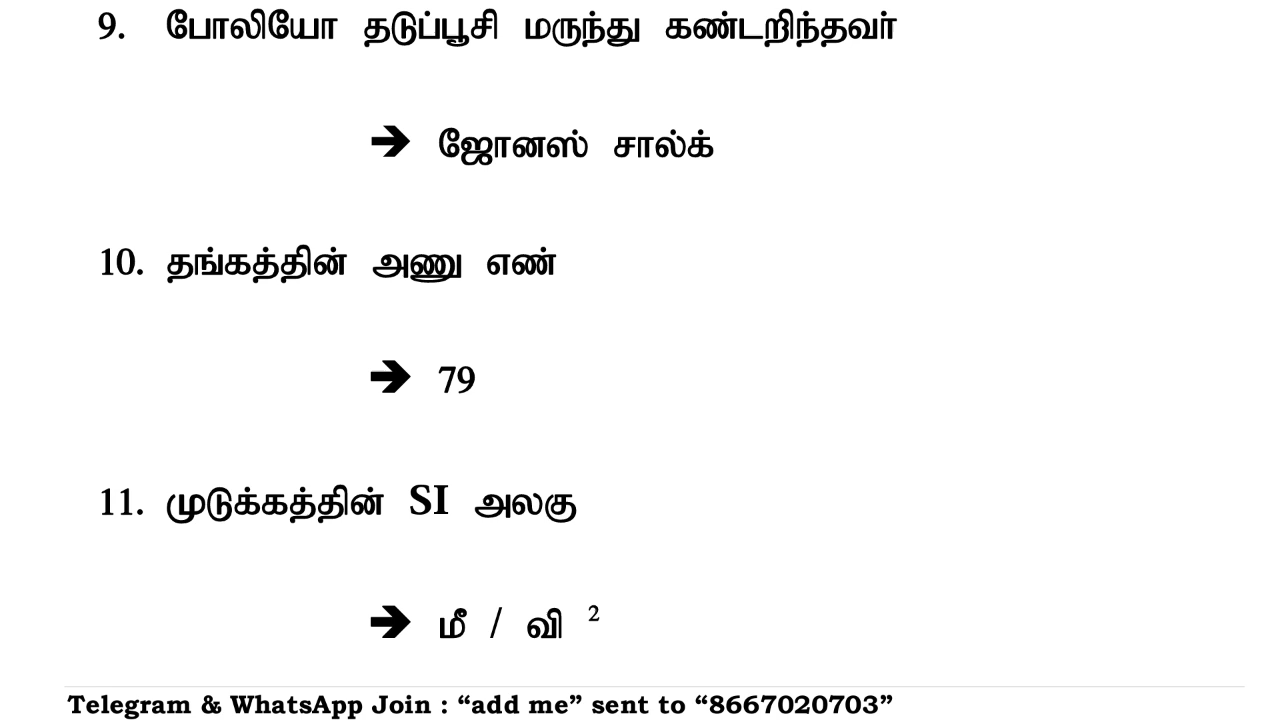 9. போலியோ தடுப்பூசி மருந்து கண்டறிந்தவர்
➔ ஜோனஸ் சால்க்
10. தங்கத்தின் அணு எண்
➔ 79
11. முடுக்கத்தின் SI அலகு
➔ மீ / வி ²
Telegram & WhatsApp Join : “add me” sent to “8667020703”